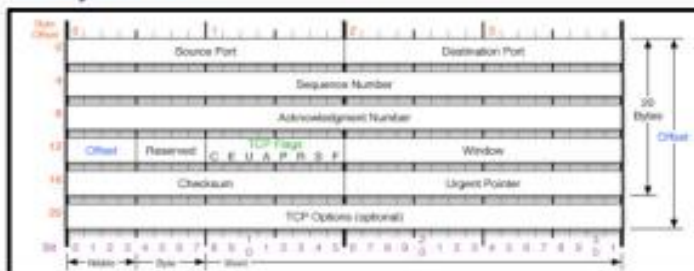 Byte
Offset 0 1 2 3
0 Source Port Destination Port
4 Sequence Number
8 Acknowledgment Number 20
Bytes Offset
12 Offset Reserved TCP Flags Window
C E U A P R S F
16 Checksum Urgent Pointer
20 TCP Options (optional)
Bit 0 1 2 3 4 5 6 7 8 9 0 1 2 3 4 5 6 7 8 9 0 1 2 3 4 5 6 7 8 9 0 1
Nibble Byte Word